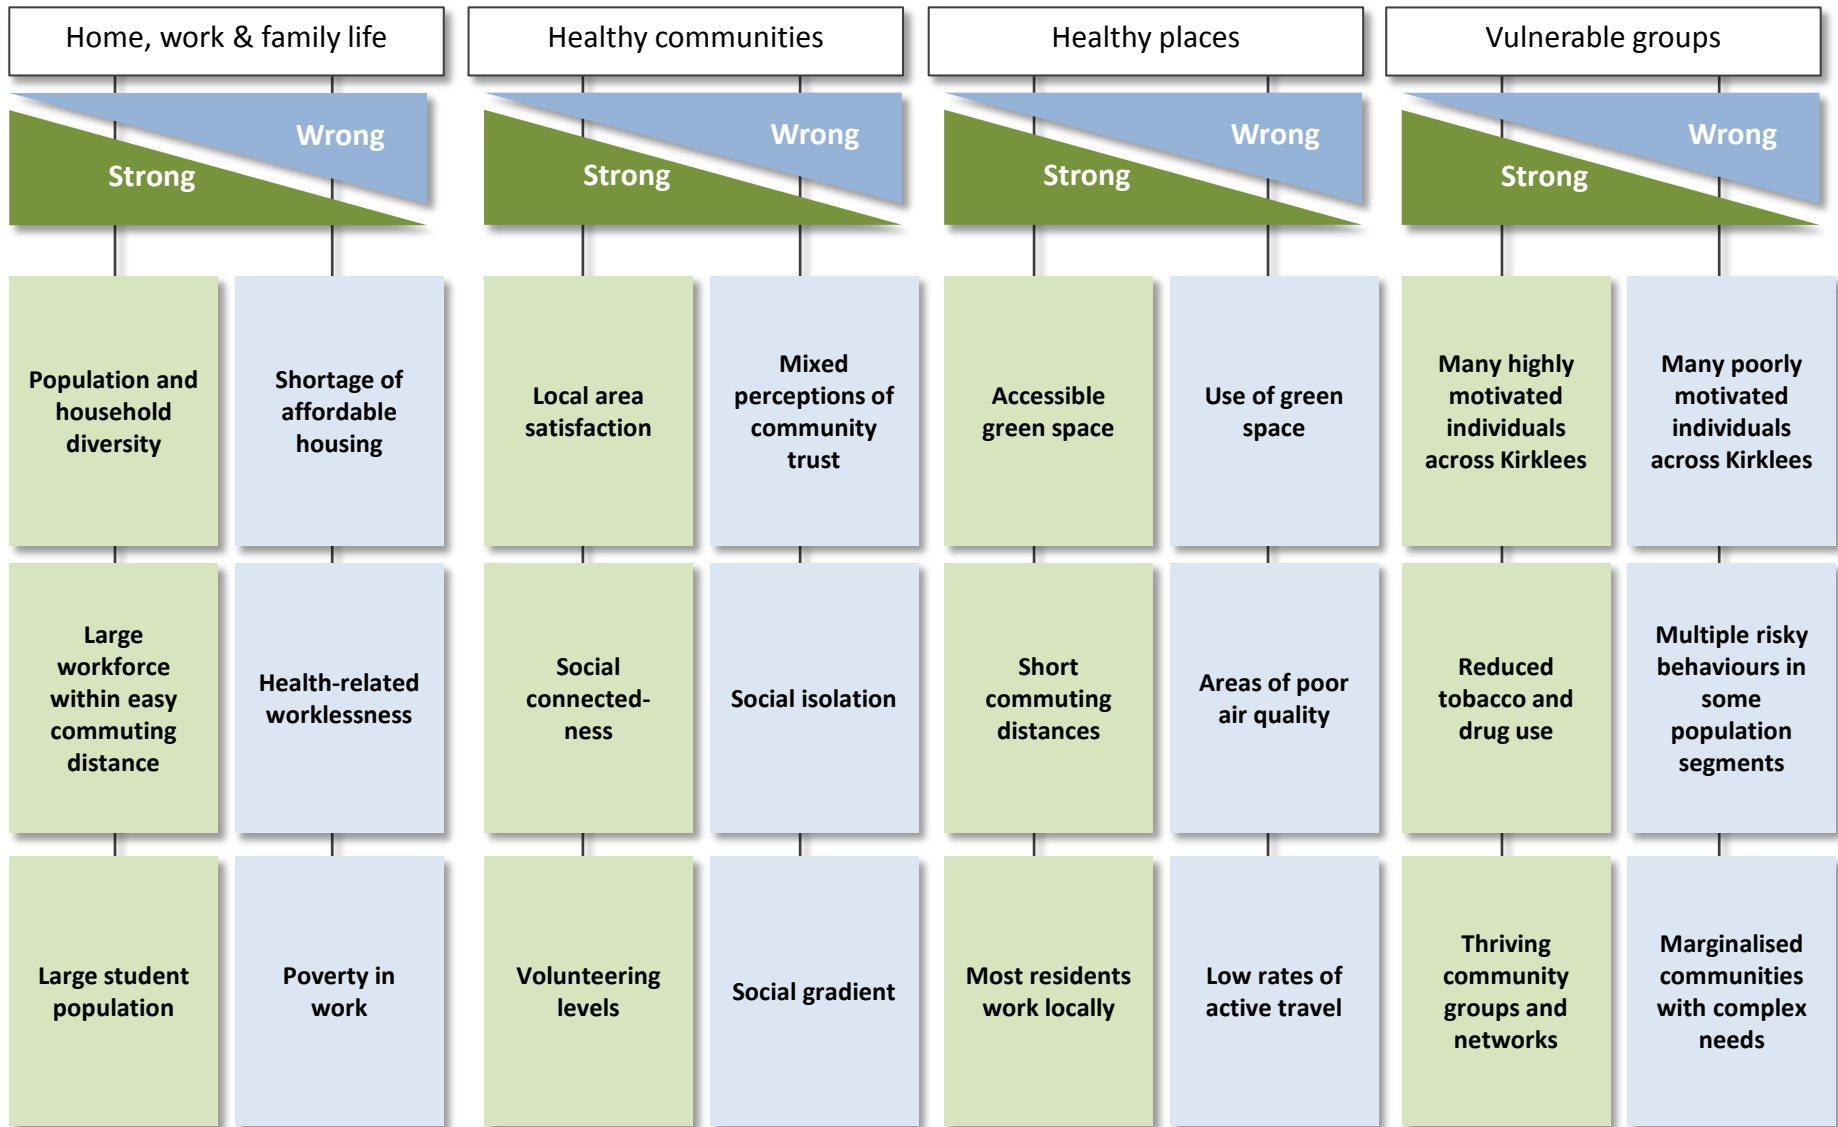 Home, work & family life
Healthy communities
Healthy places
Vulnerable groups
Wrong
Strong
Wrong
Strong
Wrong
Strong
Wrong
Strong
Population and
household
diversity
Shortage of
affordable
housing
Local area
satisfaction
Mixed
perceptions of
community
trust
Accessible
green space
Use of green
space
Many highly
motivated
individuals
across Kirklees
Many poorly
motivated
individuals
across Kirklees
Large
workforce
within easy
commuting
distance
Health-related
worklessness
Social
connected-
ness
Social isolation
Short
commuting
distances
Areas of poor
air quality
Reduced
tobacco and
drug use
Multiple risky
behaviours in
some
population
segments
Large student
population
Poverty in
work
Volunteering
levels
Social gradient
Most residents
work locally
Low rates of
active travel
Thriving
community
groups and
networks
Marginalised
communities
with complex
needs